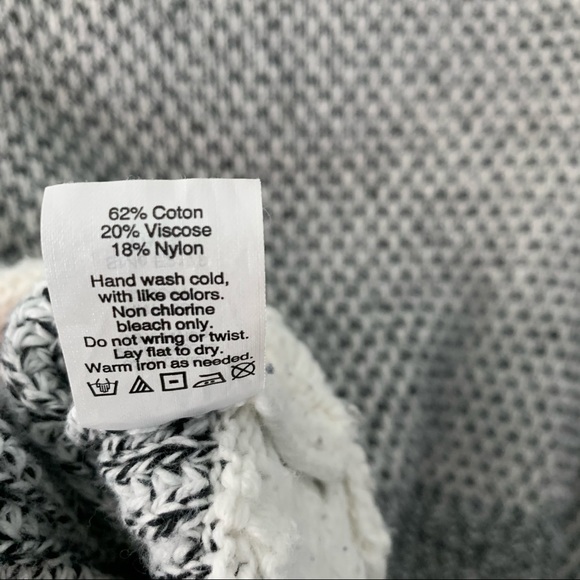 62% Coton
20% Viscose
18% Nylon
Hand wash cold,
with like colors.
Non chlorine
bleach only.
Do not wring or twist.
Lay flat to dry.
Warm Iron as needed.